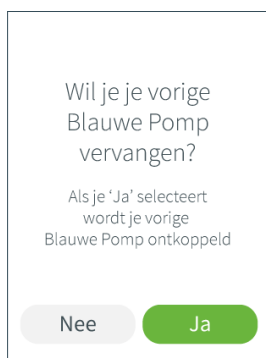 Wil je je vorige
Blauwe Pomp
vervangen?
Als je ‘Ja’ selecteert
wordt je vorige
Blauwe Pomp ontkoppeld
Nee
Ja